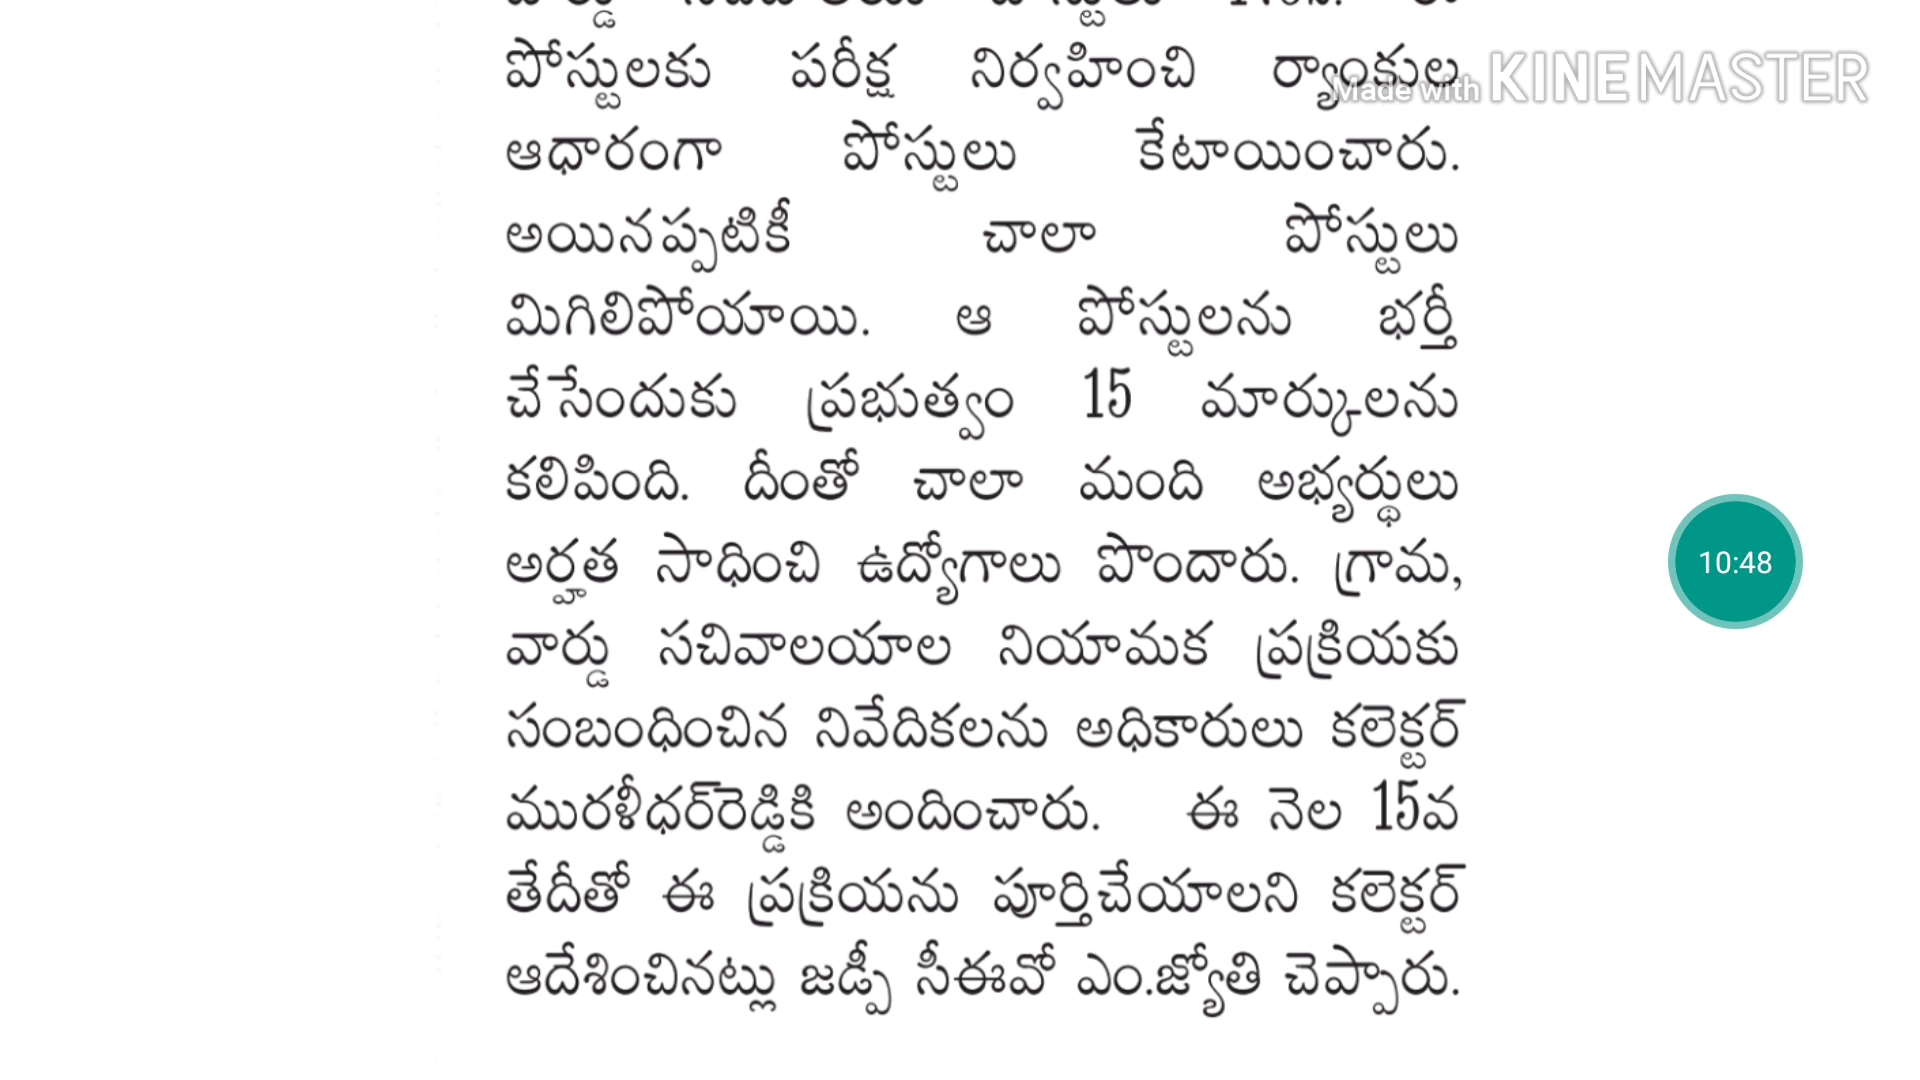 పోస్టులకు పరీక్ష నిర్వహించి ర్యాంకుల
Made with KINEMASTER
ఆధారంగా పోస్టులు కేటాయించారు.
అయినప్పటికీ చాలా పోస్టులు
మిగిలిపోయాయి. ఆ పోస్టులను భర్తీ
చేసేందుకు ప్రభుత్వం 15 మార్కులను
కలిపింది. దీంతో చాలా మంది అభ్యర్థులు
అర్హత సాధించి ఉద్యోగాలు పొందారు. గ్రామ,
10:48
వార్డు సచివాలయాల నియామక ప్రక్రియకు
సంబంధించిన నివేదికలను అధికారులు కలెక్టర్
మురళీధర్‌రెడ్డికి అందించారు. ఈ నెల 15వ
తేదీతో ఈ ప్రక్రియను పూర్తిచేయాలని కలెక్టర్
ఆదేశించినట్లు జడ్పీ సీఈవో ఎం.జ్యోతి చెప్పారు.